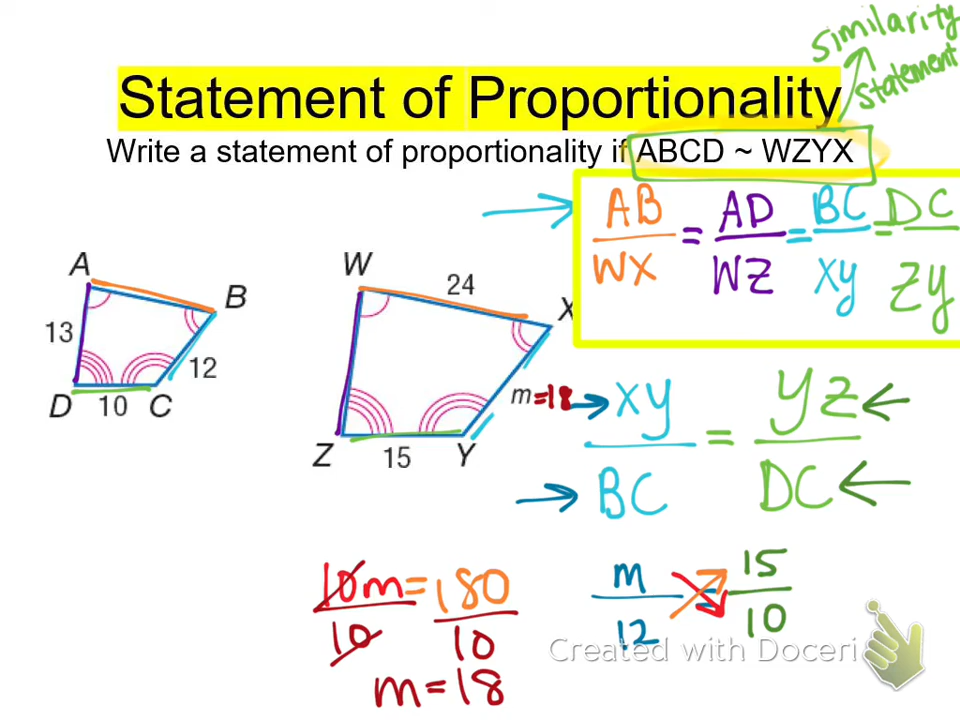 Similarity
statement
Statement of Proportionality
Write a statement of proportionality if ABCD ~ WZYX
AB/WX = AD/WZ = BC/XY = DC/ZY
A
B
13
12
D 10 C
W
24
X
m=18
Z 15 Y
XY/BC = YZ/DC
10m/10 = 180/10
m/12 = 15/10
m=18
Created with Doceri